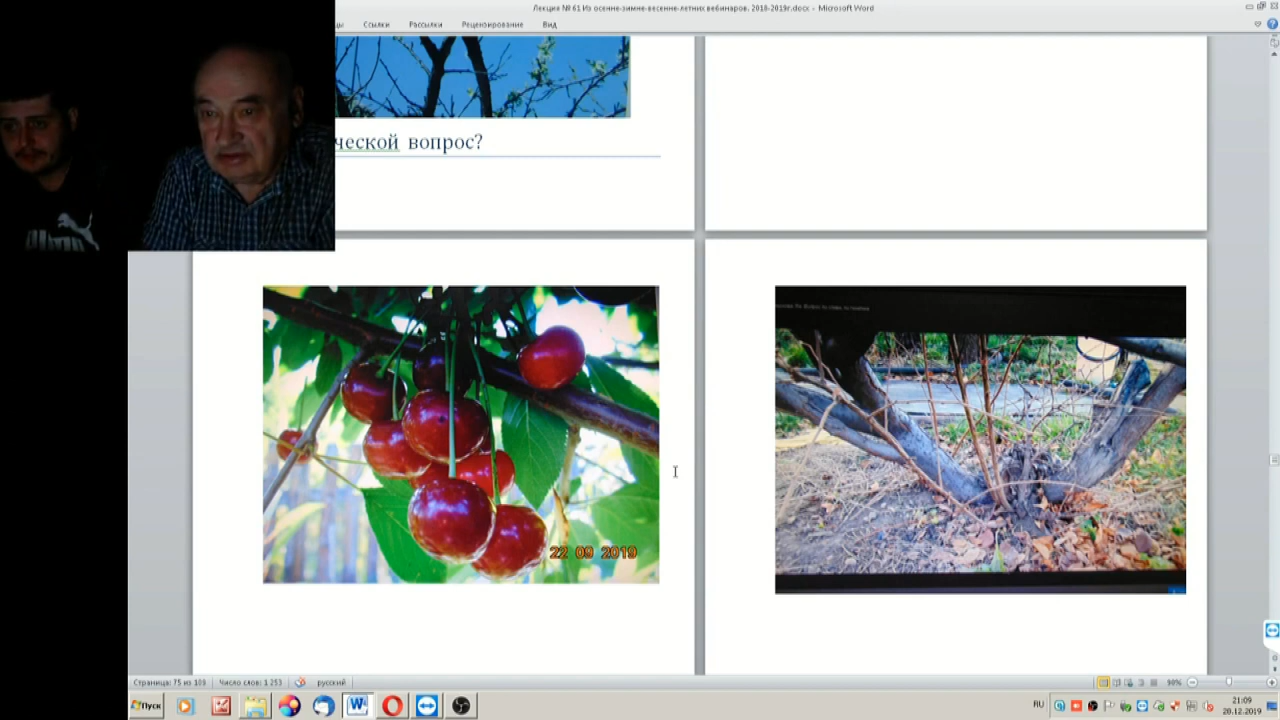 Лекция № 61 Из осенне-зимне-весенне-летних вебинаров. 2018-2019г.docx - Microsoft Word
цы Ссылки Рассылки Рецензирование Вид
ческой вопрос?
22 09 2019
Страница: 75 из 109 Число слов: 1 253 русский 90%
Пуск RU 21:09
20.12.2019